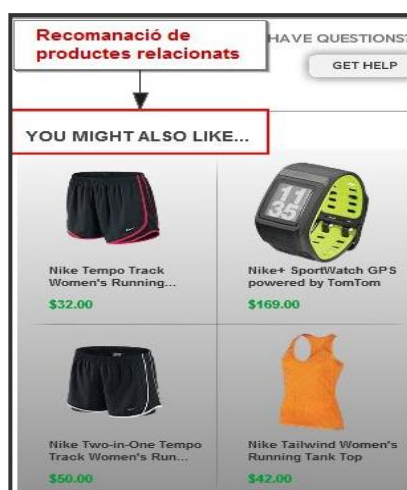 Recomanació de
productes relacionats
HAVE QUESTIONS?
GET HELP
YOU MIGHT ALSO LIKE...
11
35
Nike Tempo Track
Women's Running...
$32.00
Nike+ SportWatch GPS
powered by TomTom
$169.00
Nike Two-in-One Tempo
Track Women's Run...
$50.00
Nike Tailwind Women's
Running Tank Top
$42.00